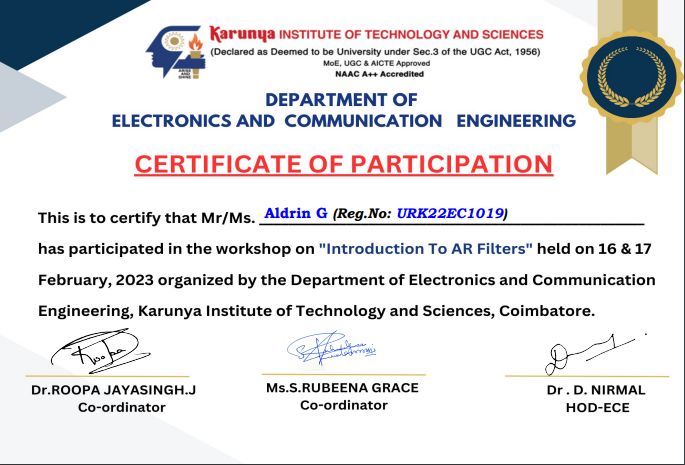 Karunya INSTITUTE OF TECHNOLOGY AND SCIENCES
(Declared as Deemed to be University under Sec.3 of the UGC Act, 1956)
MoE, UGC & AICTE Approved
NAAC A++ Accredited
ARISE AND SHINE
DEPARTMENT OF
ELECTRONICS AND COMMUNICATION ENGINEERING
CERTIFICATE OF PARTICIPATION
This is to certify that Mr/Ms. Aldrin G (Reg.No: URK22EC1019)
has participated in the workshop on "Introduction To AR Filters" held on 16 & 17
February, 2023 organized by the Department of Electronics and Communication
Engineering, Karunya Institute of Technology and Sciences, Coimbatore.
Dr.ROOPA JAYASINGH.J
Co-ordinator
Ms.S.RUBEENA GRACE
Co-ordinator
Dr . D. NIRMAL
HOD-ECE